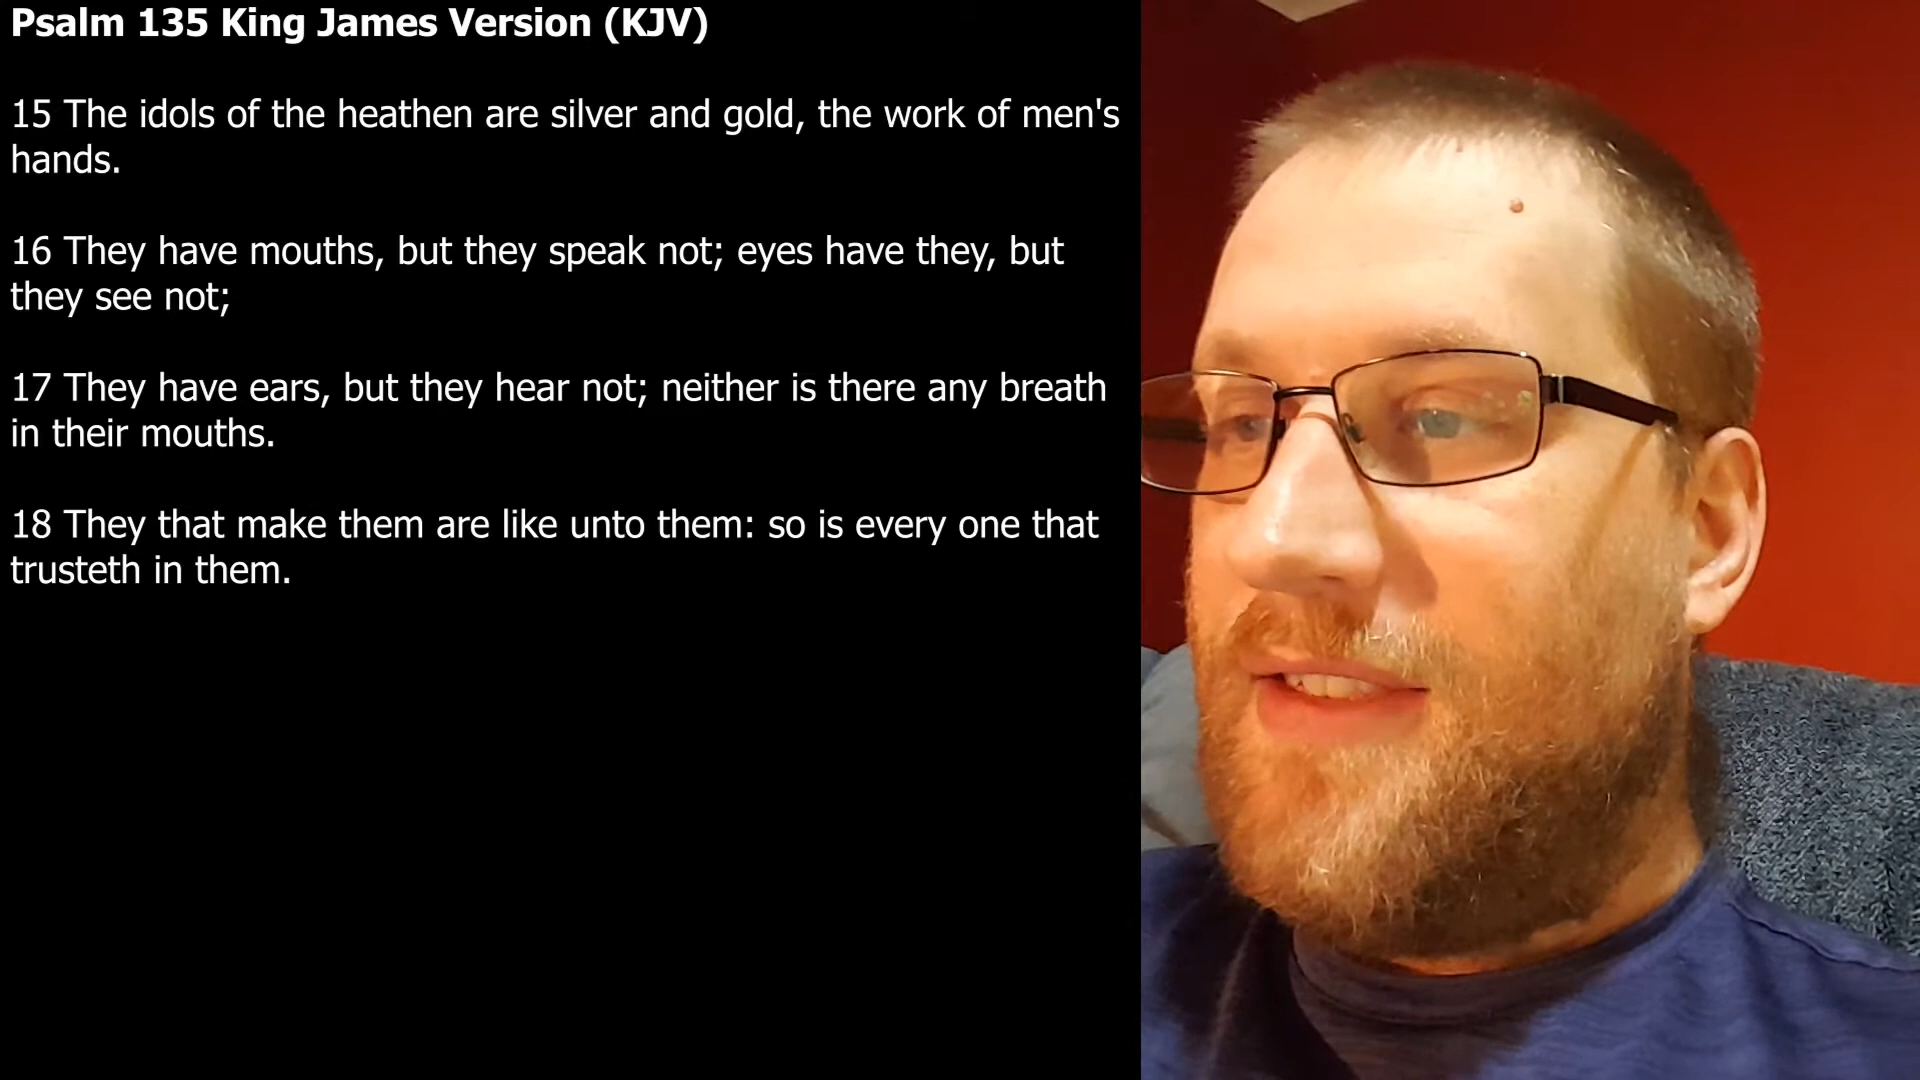 Psalm 135 King James Version (KJV)
15 The idols of the heathen are silver and gold, the work of men's
hands.
16 They have mouths, but they speak not; eyes have they, but
they see not;
17 They have ears, but they hear not; neither is there any breath
in their mouths.
18 They that make them are like unto them: so is every one that
trusteth in them.